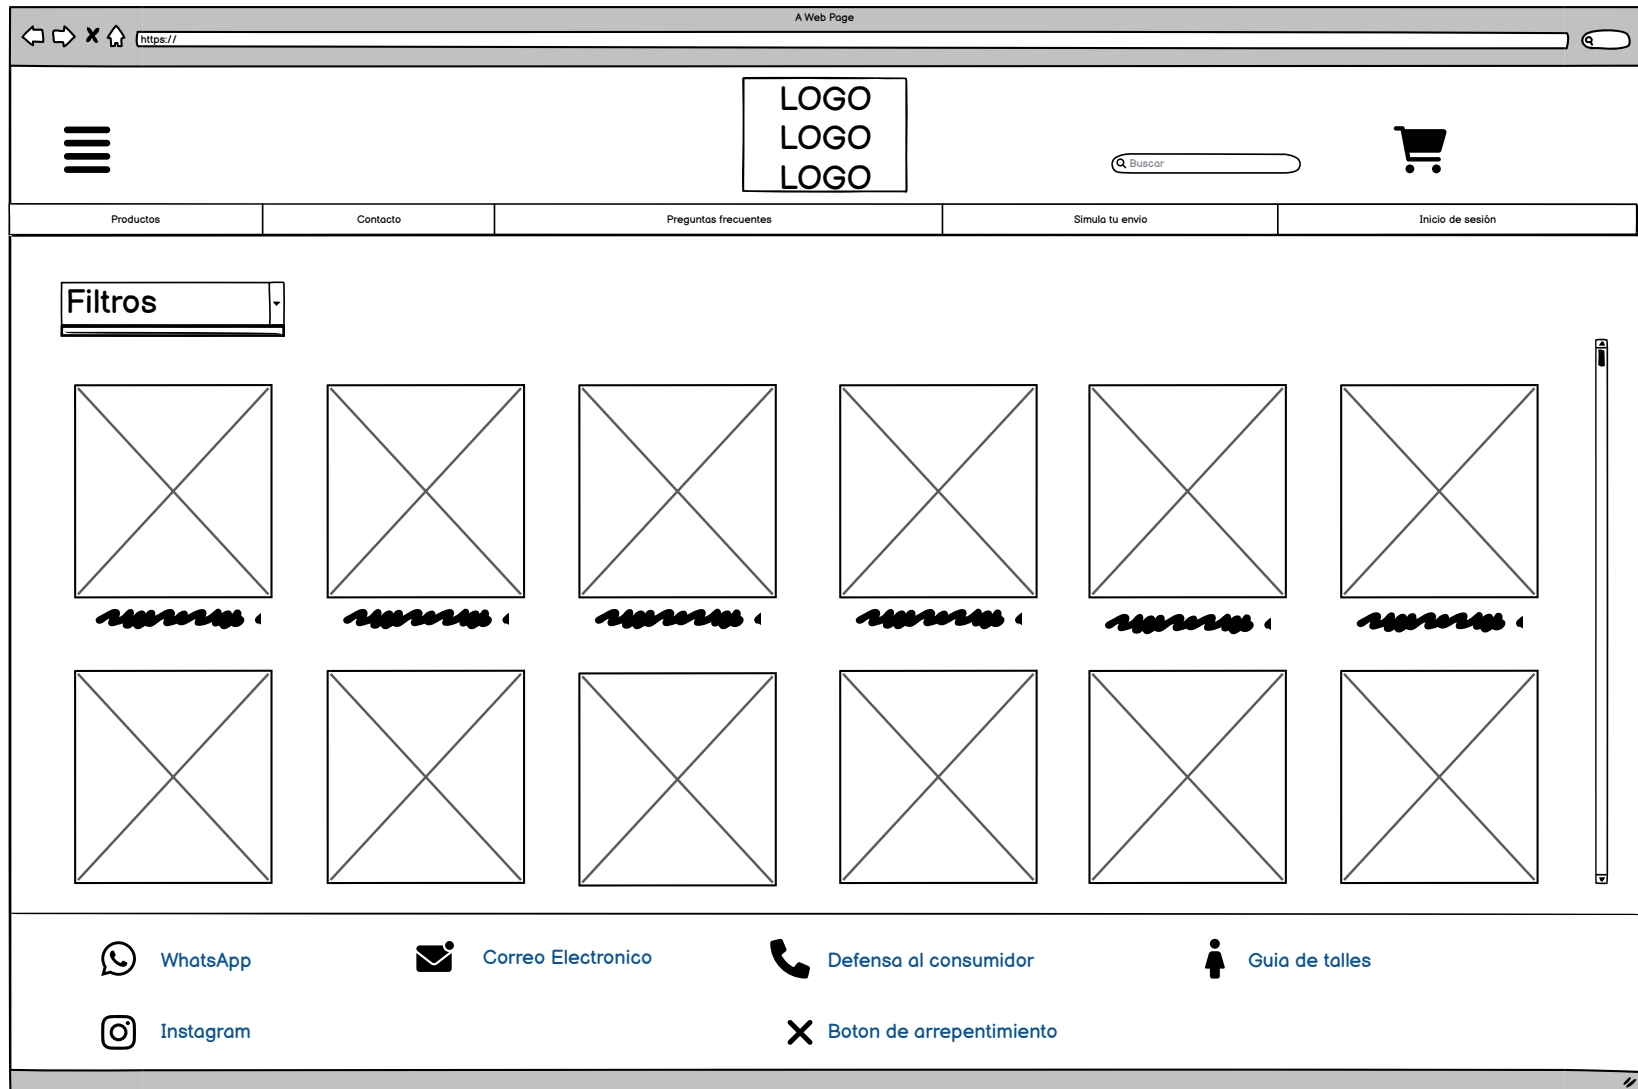 A Web Page
https://
LOGO
LOGO
LOGO
Buscar
Productos
Contacto
Preguntas frecuentes
Simula tu envio
Inicio de sesión
Filtros
WhatsApp
Correo Electronico
Defensa al consumidor
Guia de talles
Instagram
Boton de arrepentimiento